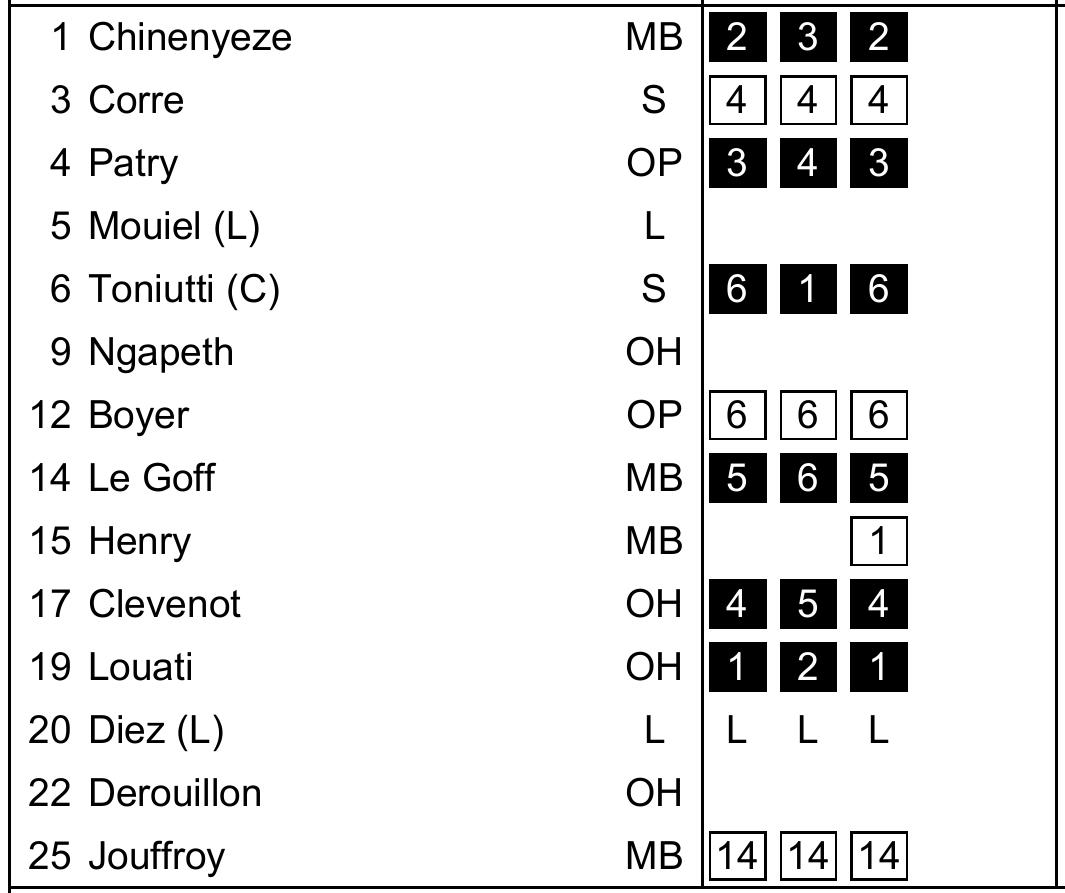 1 Chinenyeze MB 2 3 2
3 Corre S 4 4 4
4 Patry OP 3 4 3
5 Mouiel (L) L
6 Toniutti (C) S 6 1 6
9 Ngapeth OH
12 Boyer OP 6 6 6
14 Le Goff MB 5 6 5
15 Henry MB 1
17 Clevenot OH 4 5 4
19 Louati OH 1 2 1
20 Diez (L) L L L L
22 Derouillon OH
25 Jouffroy MB 14 14 14